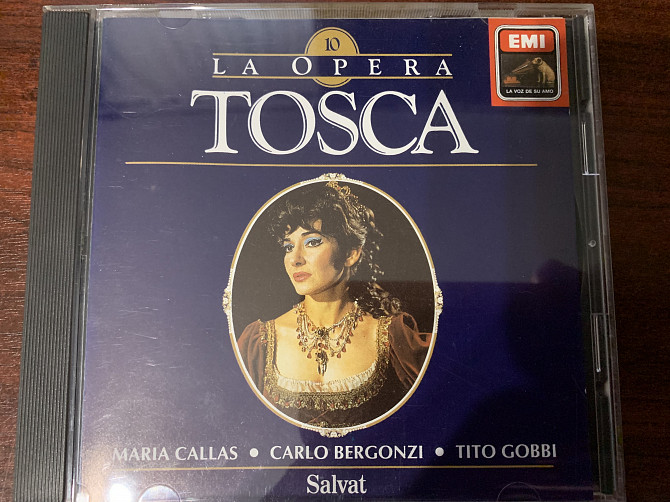 10
LA OPERA
TOSCA
EMI
LA VOZ DE SU AMO
MARIA CALLAS • CARLO BERGONZI • TITO GOBBI
Salvat